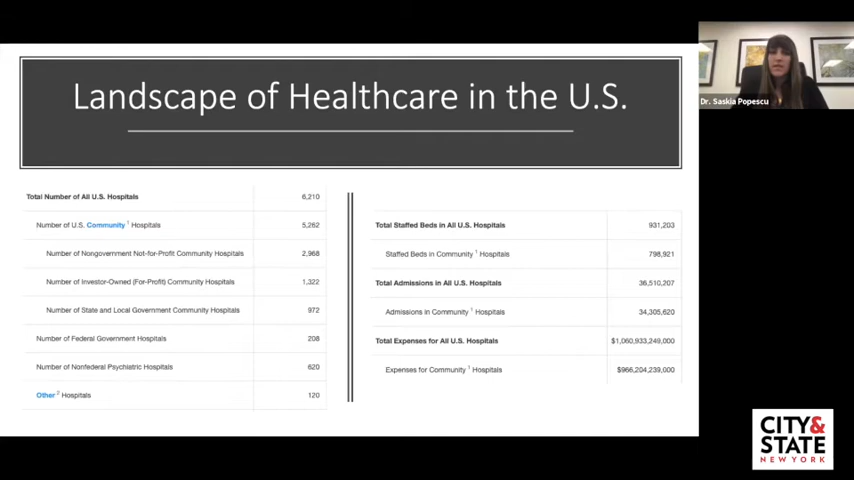 Landscape of Healthcare in the U.S.
Dr. Saskia Popescu
Total Number of All U.S. Hospitals 6,210
Number of U.S. Community 1 Hospitals 5,262
Number of Nongovernment Not-for-Profit Community Hospitals 2,968
Number of Investor-Owned (For-Profit) Community Hospitals 1,322
Number of State and Local Government Community Hospitals 972
Number of Federal Government Hospitals 208
Number of Nonfederal Psychiatric Hospitals 620
Other 2 Hospitals 120
Total Staffed Beds in All U.S. Hospitals 931,203
Staffed Beds in Community 1 Hospitals 798,921
Total Admissions in All U.S. Hospitals 36,510,207
Admissions in Community 1 Hospitals 34,305,620
Total Expenses for All U.S. Hospitals $1,060,933,249,000
Expenses for Community 1 Hospitals $966,204,239,000
CITY&
STATE
NEW YORK